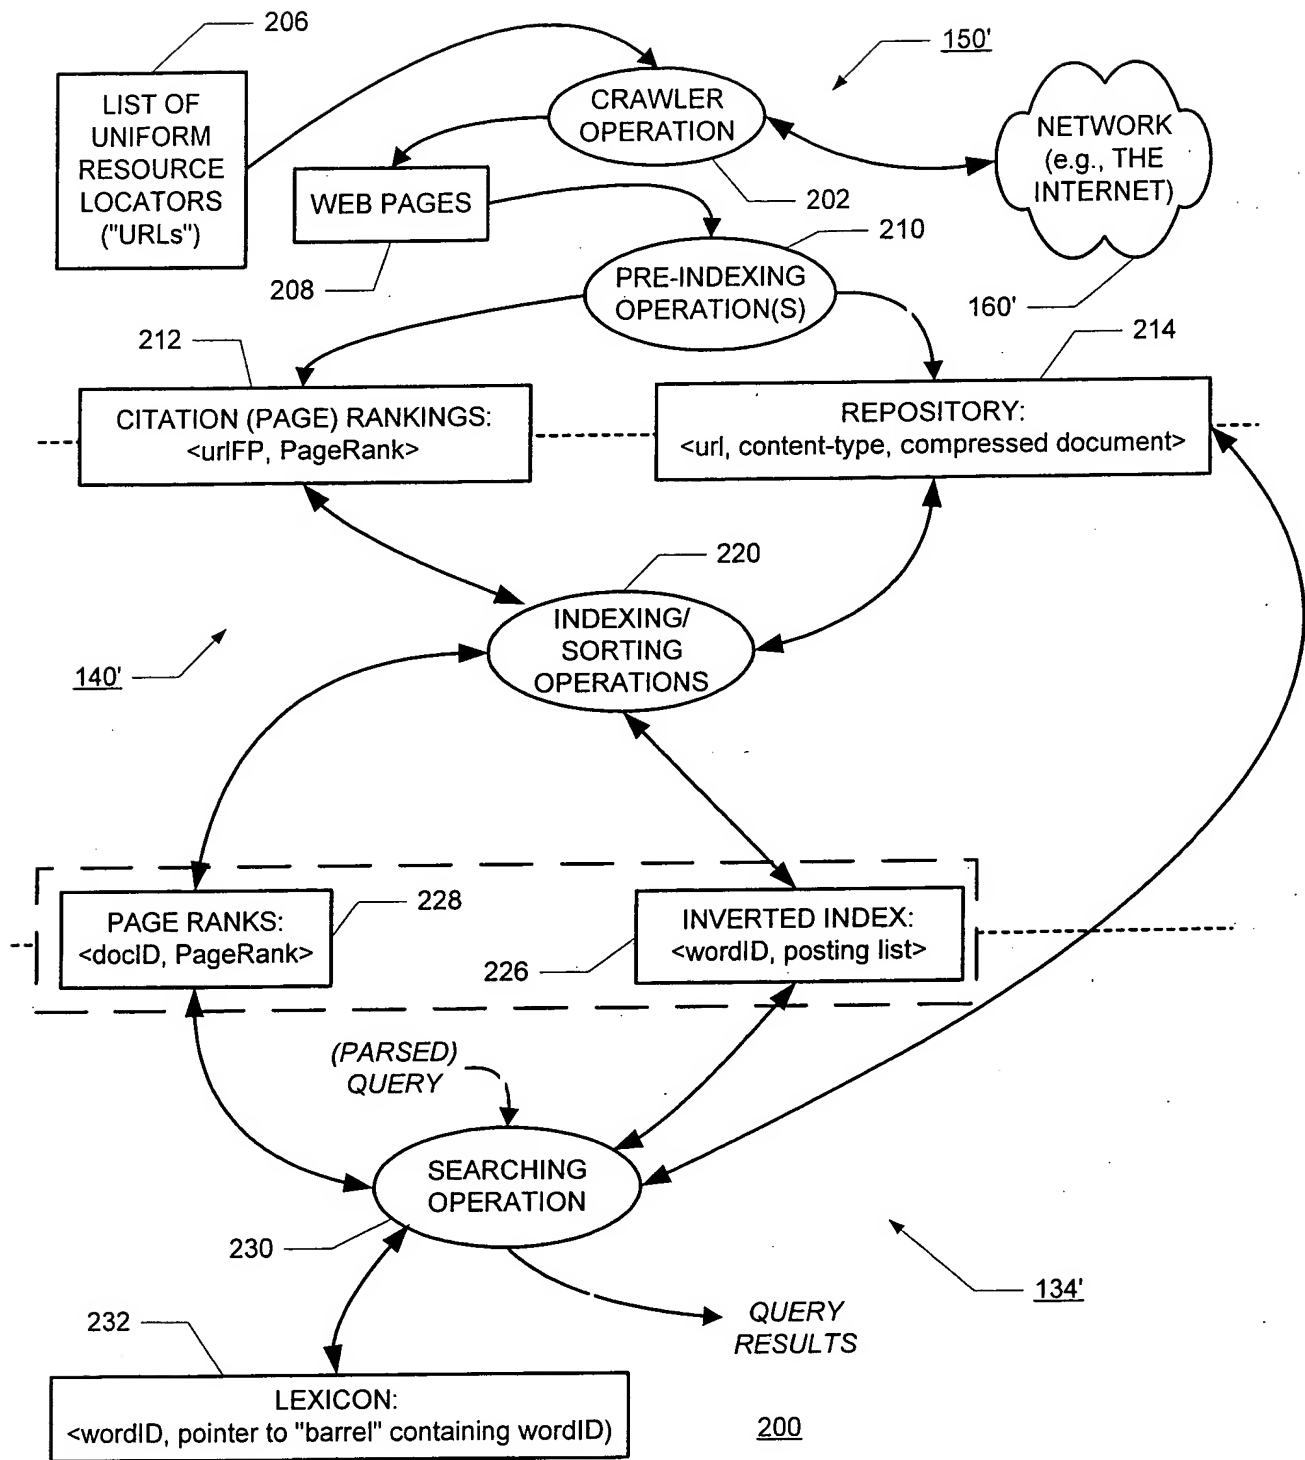 206
150'
LIST OF
UNIFORM
RESOURCE
LOCATORS
("URLs")
CRAWLER
OPERATION
NETWORK
(e.g., THE
INTERNET)
WEB PAGES
202
210
208
PRE-INDEXING
OPERATION(S)
160'
212
214
CITATION (PAGE) RANKINGS:
<urlFP, PageRank>
REPOSITORY:
<url, content-type, compressed document>
220
INDEXING/
SORTING
OPERATIONS
140'
PAGE RANKS:
<docID, PageRank>
228
INVERTED INDEX:
<wordID, posting list>
226
(PARSED)
QUERY
SEARCHING
OPERATION
230
134'
QUERY
RESULTS
232
LEXICON:
<wordID, pointer to "barrel" containing wordID)
200